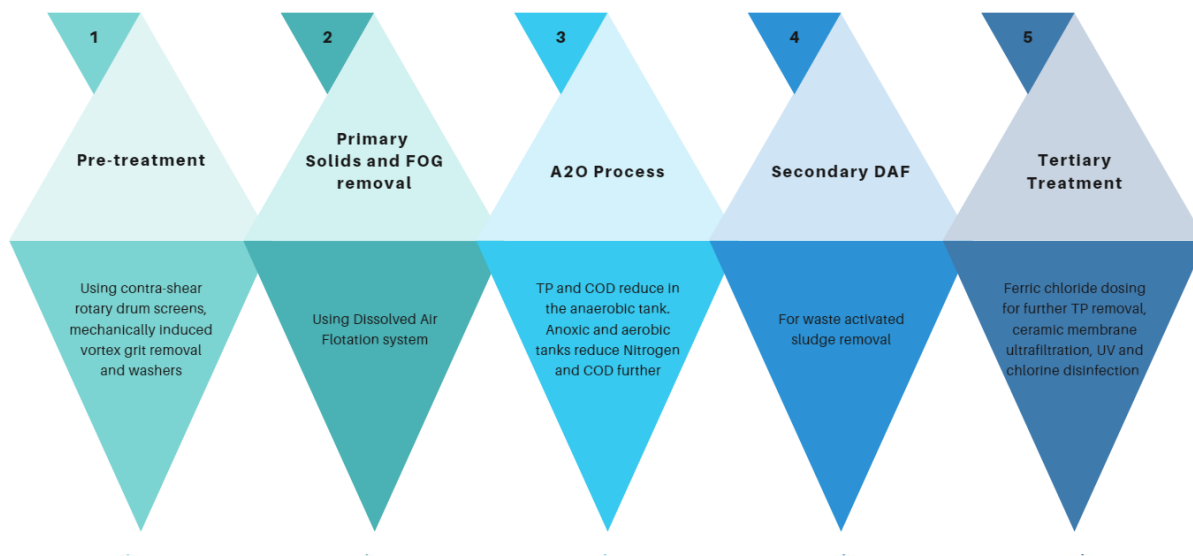 1
Pre-treatment
Using contra-shear
rotary drum screens,
mechanically induced
vortex grit removal
and washers
2
Primary
Solids and FOG
removal
Using Dissolved Air
Flotation system
3
A2O Process
TP and COD reduce in
the anaerobic tank.
Anoxic and aerobic
tanks reduce Nitrogen
and COD further
4
Secondary DAF
For waste activated
sludge removal
5
Tertiary
Treatment
Ferric chloride dosing
for further TP removal,
ceramic membrane
ultrafiltration, UV and
chlorine disinfection